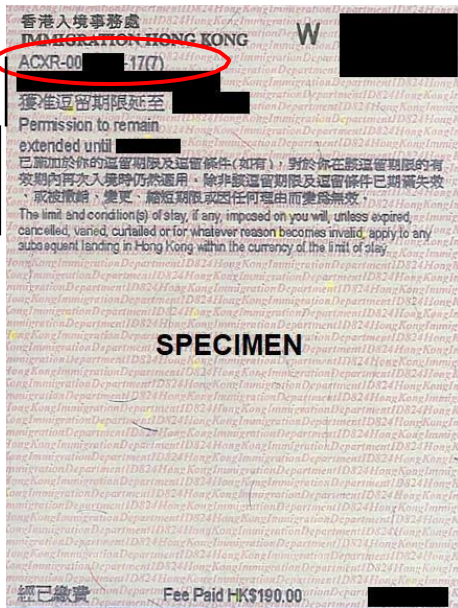 香港入境事務處
IMMIGRATION HONG KONG
W
ACXR-00 -17(7)
獲准逗留期限延至
Permission to remain
extended until
已施加於你的逗留期限及逗留條件(如有)，對於你在該逗留期限的有
效期內再次入境時仍然適用，除非該逗留期限及逗留條件已期滿失效
，或被撤銷、變更、縮短期限或因任何理由而變為無效。
The limit and condition(s) of stay, if any, imposed on you will, unless expired,
cancelled, varied, curtailed or for whatever reason becomes invalid, apply to any
subsequent landing in Hong Kong within the currency of the limit of stay.
SPECIMEN
經已繳費
Fee Paid HK$190.00